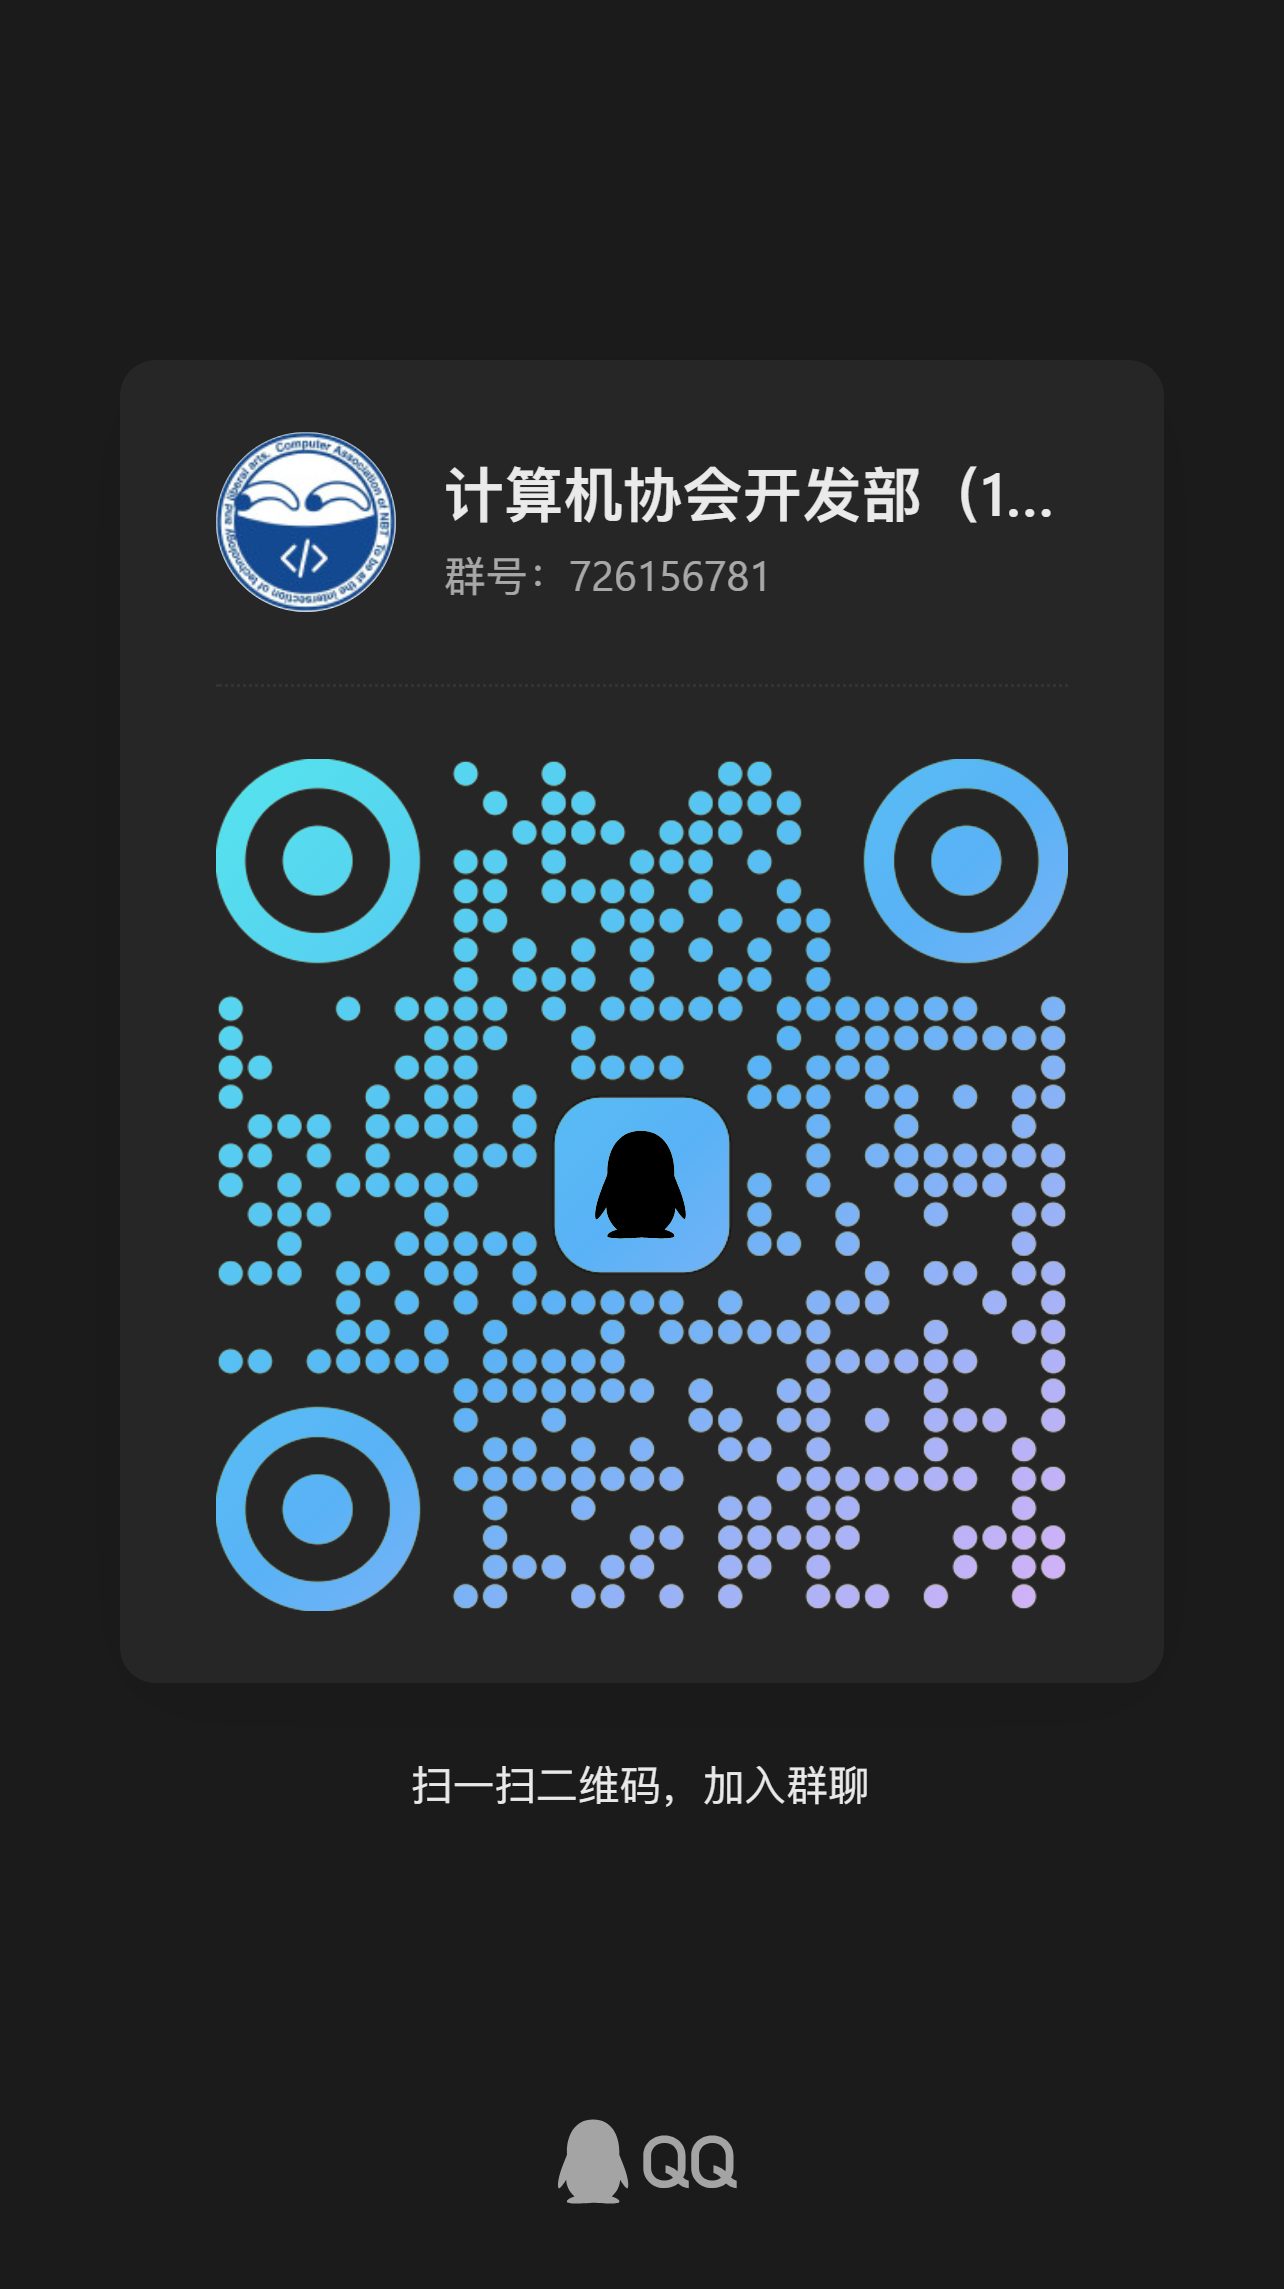 计算机协会开发部（1...
群号：726156781
Computer Association of NBT To be at the intersection of technology and liberal arts.
</>
扫一扫二维码，加入群聊
QQ